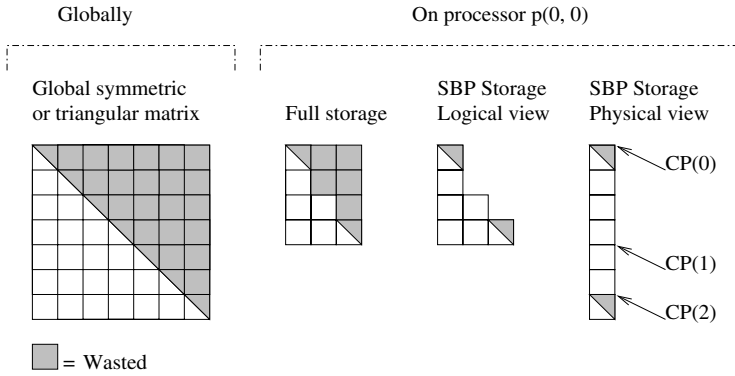 Globally
On processor p(0, 0)
Global symmetric
or triangular matrix
Full storage
SBP Storage
Logical view
SBP Storage
Physical view
CP(0)
CP(1)
CP(2)
= Wasted